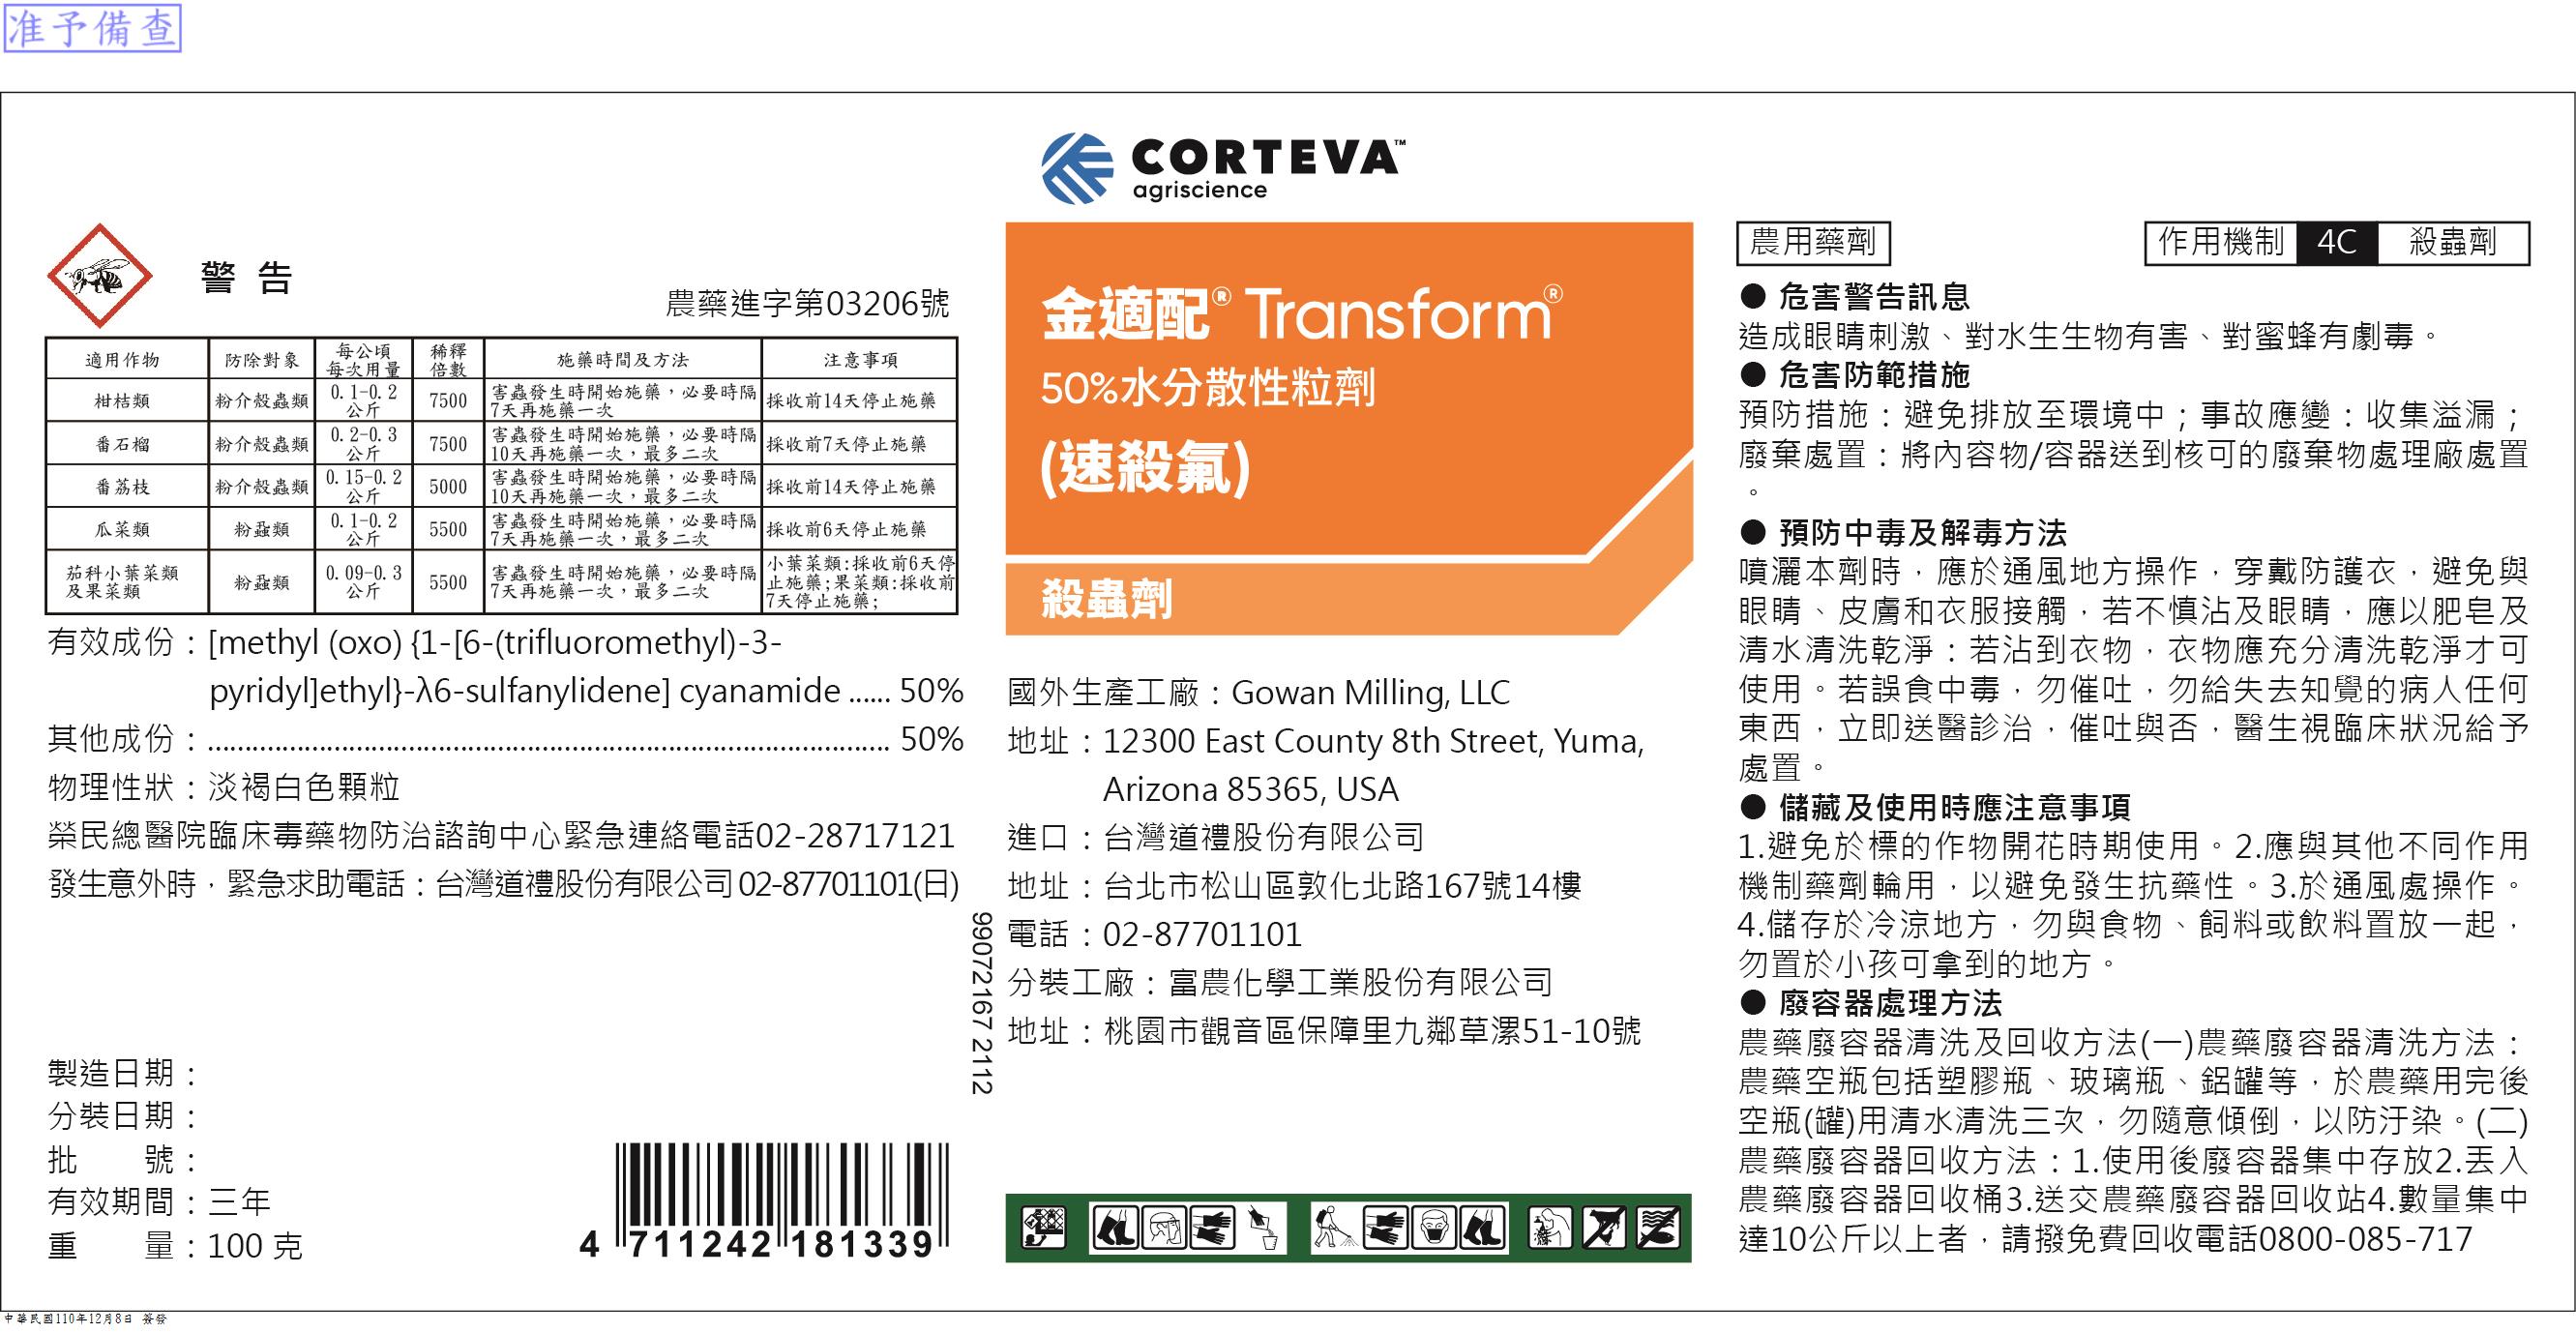 准予備查
警 告
農藥進字第03206號
適用作物 防除對象 每公頃每次用量 稀釋倍數 施藥時間及方法 注意事項
柑桔類 粉介殼蟲類 0.1-0.2公斤 7500 害蟲發生時開始施藥，必要時隔7天再施藥一次 採收前14天停止施藥
番石榴 粉介殼蟲類 0.2-0.3公斤 7500 害蟲發生時開始施藥，必要時隔10天再施藥一次，最多二次 採收前7天停止施藥
番荔枝 粉介殼蟲類 0.15-0.2公斤 5000 害蟲發生時開始施藥，必要時隔10天再施藥一次，最多二次 採收前14天停止施藥
瓜菜類 粉蝨類 0.1-0.2公斤 5500 害蟲發生時開始施藥，必要時隔7天再施藥一次，最多二次 採收前6天停止施藥
茄科小葉菜類及果菜類 粉蝨類 0.09-0.3公斤 5500 害蟲發生時開始施藥，必要時隔7天再施藥一次，最多二次 小葉菜類:採收前6天停止施藥;果菜類:採收前7天停止施藥;
有效成份：[methyl (oxo) {1-[6-(trifluoromethyl)-3-
pyridyl]ethyl}-λ6-sulfanylidene] cyanamide ...... 50%
其他成份：................................................................................ 50%
物理性狀：淡褐白色顆粒
榮民總醫院臨床毒藥物防治諮詢中心緊急連絡電話02-28717121
發生意外時，緊急求助電話：台灣道禮股份有限公司 02-87701101(日)
製造日期：
分裝日期：
批　　號：
有效期間：三年
重　　量：100 克
4 711242 181339
99072167 2112
CORTEVA™
agriscience
金適配® Transform®
50%水分散性粒劑
(速殺氟)
殺蟲劑
國外生產工廠：Gowan Milling, LLC
地址：12300 East County 8th Street, Yuma,
Arizona 85365, USA
進口：台灣道禮股份有限公司
地址：台北市松山區敦化北路167號14樓
電話：02-87701101
分裝工廠：富農化學工業股份有限公司
地址：桃園市觀音區保障里九鄰草漯51-10號
農用藥劑
作用機制 4C 殺蟲劑
● 危害警告訊息
造成眼睛刺激、對水生生物有害、對蜜蜂有劇毒。
● 危害防範措施
預防措施：避免排放至環境中；事故應變：收集溢漏；
廢棄處置：將內容物/容器送到核可的廢棄物處理廠處置
。
● 預防中毒及解毒方法
噴灑本劑時，應於通風地方操作，穿戴防護衣，避免與
眼睛、皮膚和衣服接觸，若不慎沾及眼睛，應以肥皂及
清水清洗乾淨：若沾到衣物，衣物應充分清洗乾淨才可
使用。若誤食中毒，勿催吐，勿給失去知覺的病人任何
東西，立即送醫診治，催吐與否，醫生視臨床狀況給予
處置。
● 儲藏及使用時應注意事項
1.避免於標的作物開花時期使用。2.應與其他不同作用
機制藥劑輪用，以避免發生抗藥性。3.於通風處操作。
4.儲存於冷涼地方，勿與食物、飼料或飲料置放一起，
勿置於小孩可拿到的地方。
● 廢容器處理方法
農藥廢容器清洗及回收方法(一)農藥廢容器清洗方法：
農藥空瓶包括塑膠瓶、玻璃瓶、鋁罐等，於農藥用完後
空瓶(罐)用清水清洗三次，勿隨意傾倒，以防汙染。(二)
農藥廢容器回收方法：1.使用後廢容器集中存放2.丟入
農藥廢容器回收桶3.送交農藥廢容器回收站4.數量集中
達10公斤以上者，請撥免費回收電話0800-085-717
中華民國110年12月8日 簽發